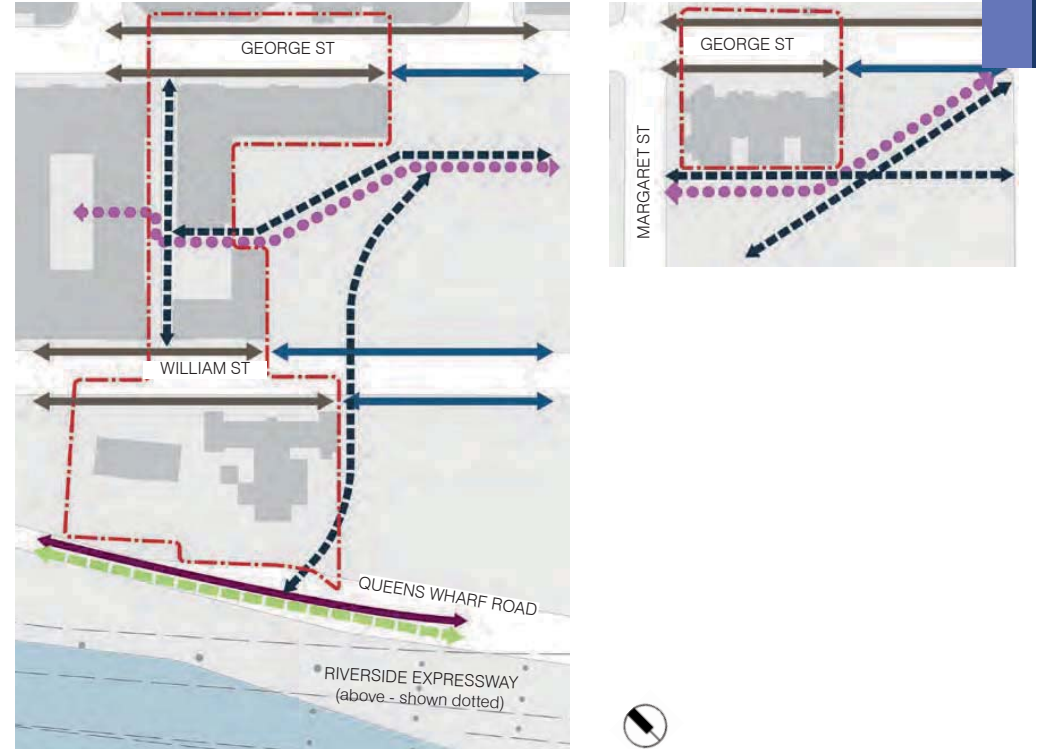 GEORGE ST
WILLIAM ST
QUEENS WHARF ROAD
RIVERSIDE EXPRESSWAY
(above - shown dotted)
GEORGE ST
MARGARET ST